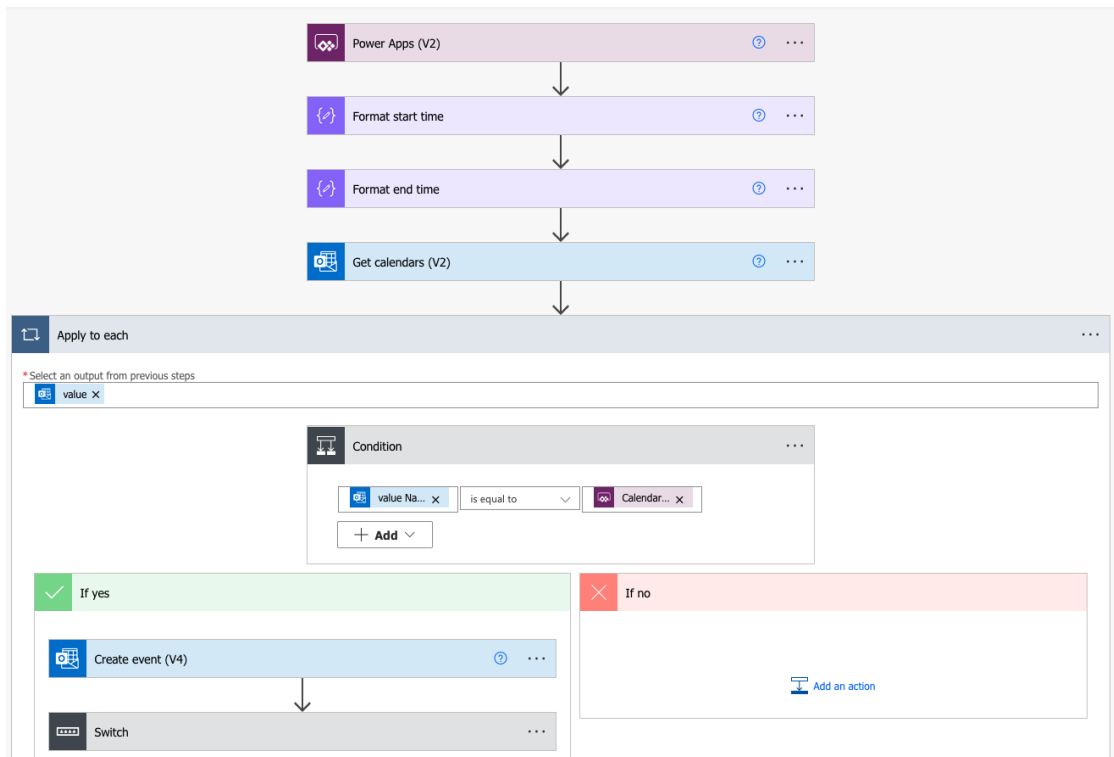 Power Apps (V2)
Format start time
Format end time
Get calendars (V2)
Apply to each
* Select an output from previous steps
value
Condition
value Na... is equal to Calendar...
Add
If yes
If no
Create event (V4)
Add an action
Switch